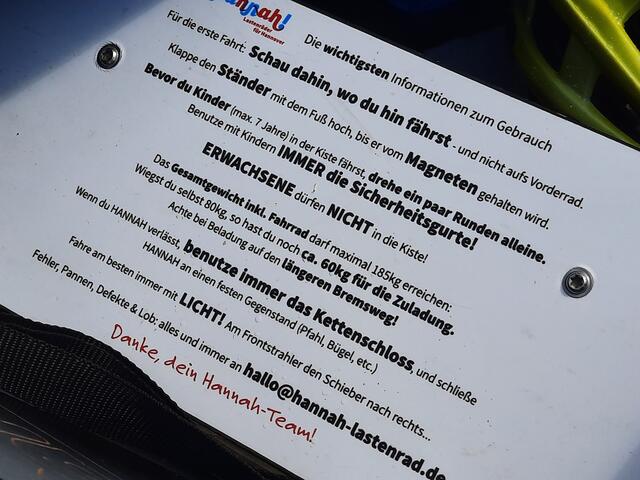 Hannah!
Lastenräder
für Hannover
Die wichtigsten Informationen zum Gebrauch
Für die erste Fahrt: Schau dahin, wo du hin fährst - und nicht aufs Vorderrad.
Klappe den Ständer mit dem Fuß hoch, bis er vom Magneten gehalten wird.
Bevor du Kinder (max. 7 Jahre) in der Kiste fährst, drehe ein paar Runden alleine.
Benutze mit Kindern IMMER die Sicherheitsgurte!
ERWACHSENE dürfen NICHT in die Kiste!
Das Gesamtgewicht inkl. Fahrrad darf maximal 185kg erreichen:
Wiegst du selbst 80kg, so hast du noch ca. 60kg für die Zuladung.
Achte bei Beladung auf den längeren Bremsweg!
Wenn du HANNAH verlässt, benutze immer das Kettenschloss, und schließe
HANNAH an einen festen Gegenstand (Pfahl, Bügel, etc.)
Fahre am besten immer mit LICHT! Am Frontstrahler den Schieber nach rechts...
Fehler, Pannen, Defekte & Lob: alles und immer an hallo@hannah-lastenrad.de
Danke, dein Hannah-Team!